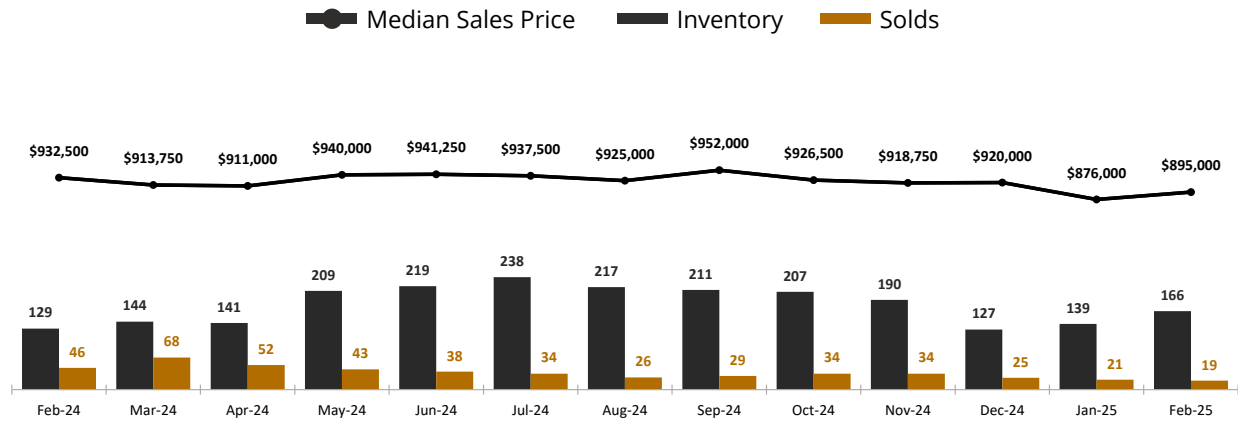 Median Sales Price Inventory Solds
$932,500 $913,750 $911,000 $940,000 $941,250 $937,500 $925,000 $952,000 $926,500 $918,750 $920,000 $876,000 $895,000
129 144 141 209 219 238 217 211 207 190 127 139 166
46 68 52 43 38 34 26 29 34 34 25 21 19
Feb-24 Mar-24 Apr-24 May-24 Jun-24 Jul-24 Aug-24 Sep-24 Oct-24 Nov-24 Dec-24 Jan-25 Feb-25